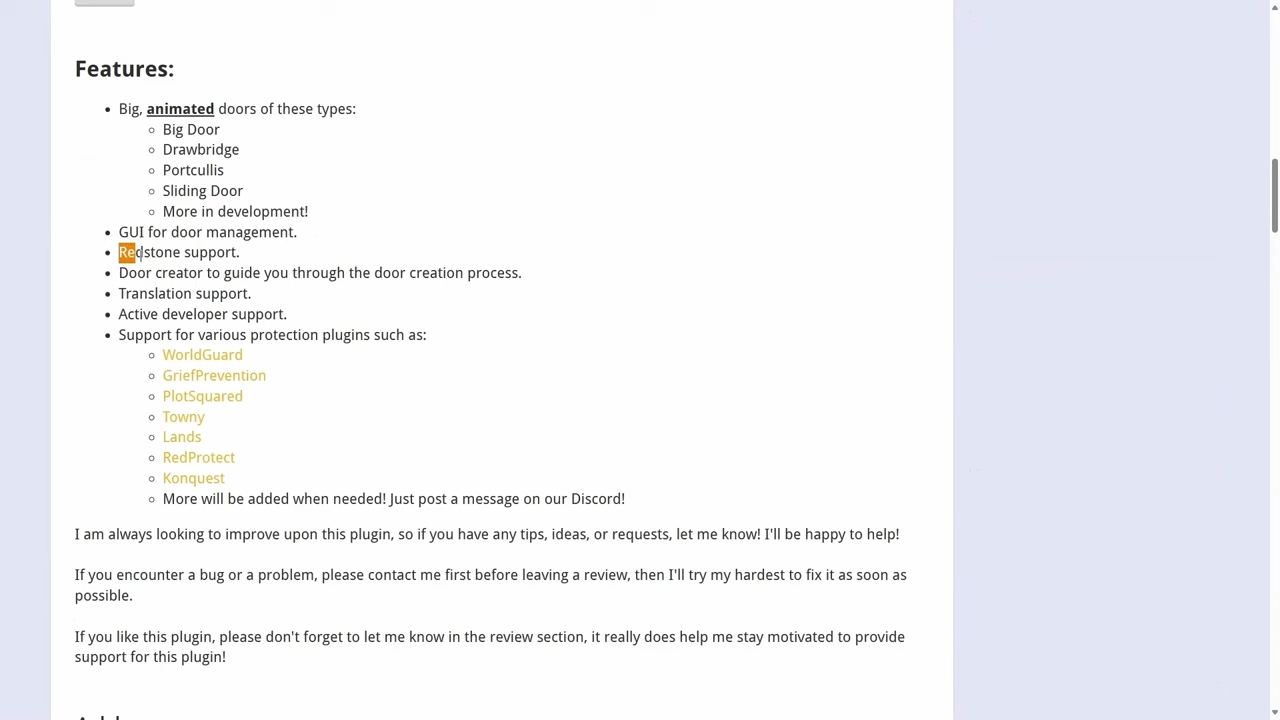 Features:
Big, animated doors of these types:
Big Door
Drawbridge
Portcullis
Sliding Door
More in development!
GUI for door management.
Redstone support.
Door creator to guide you through the door creation process.
Translation support.
Active developer support.
Support for various protection plugins such as:
WorldGuard
GriefPrevention
PlotSquared
Towny
Lands
RedProtect
Konquest
More will be added when needed! Just post a message on our Discord!
I am always looking to improve upon this plugin, so if you have any tips, ideas, or requests, let me know! I'll be happy to help!
If you encounter a bug or a problem, please contact me first before leaving a review, then I'll try my hardest to fix it as soon as
possible.
If you like this plugin, please don't forget to let me know in the review section, it really does help me stay motivated to provide
support for this plugin!